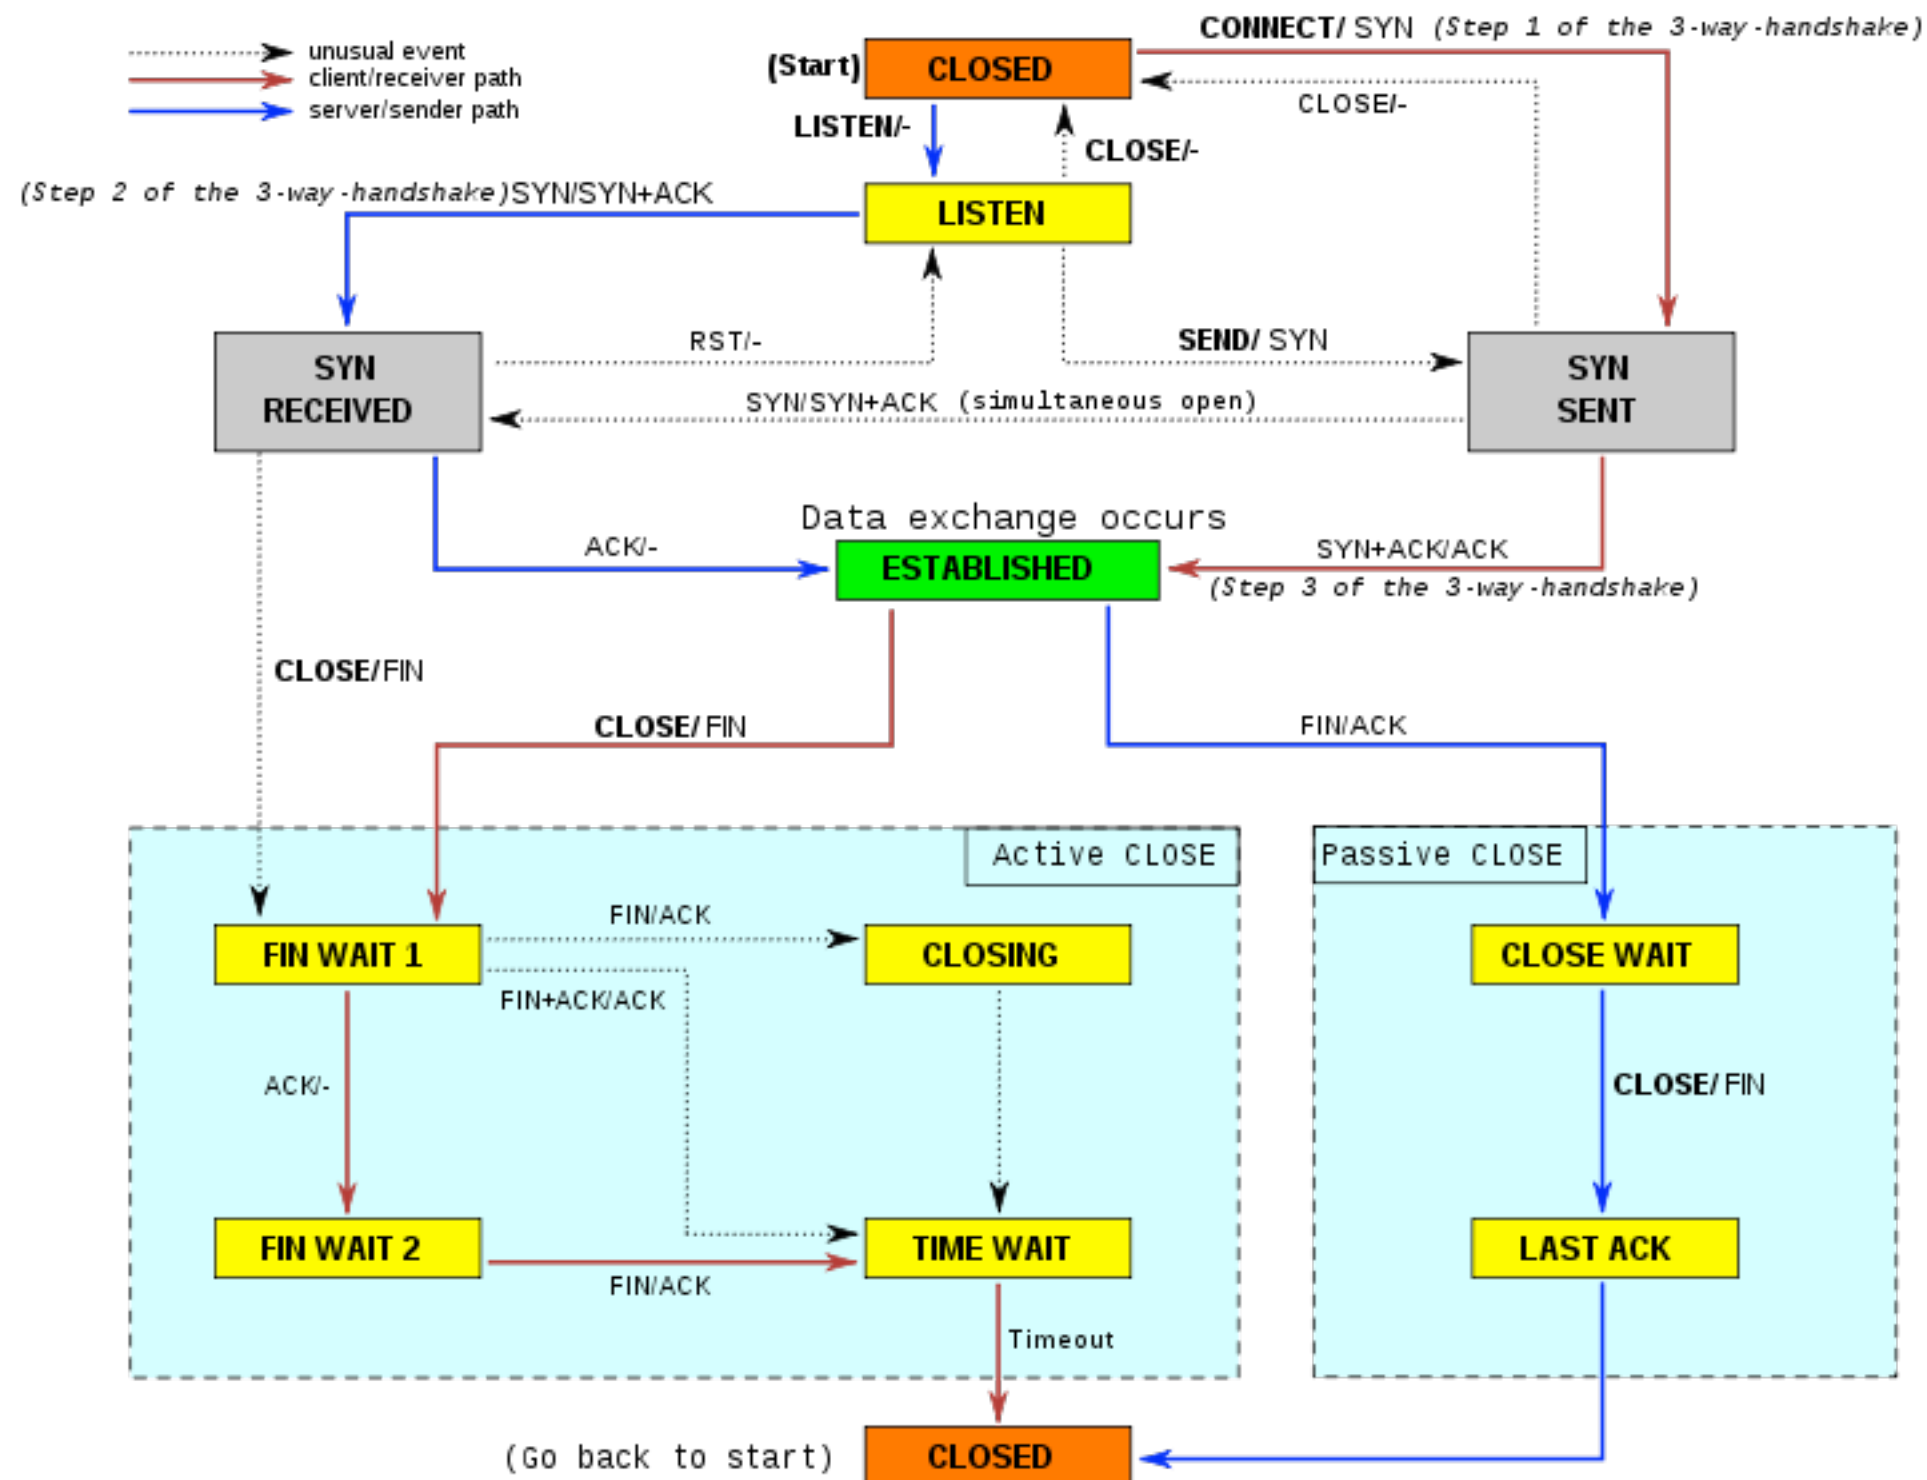 CONNECT/ SYN (Step 1 of the 3-way-handshake)
unusual event
client/receiver path
server/sender path
(Start)
CLOSED
CLOSE/-
LISTEN/-
CLOSE/-
(Step 2 of the 3-way-handshake)SYN/SYN+ACK
LISTEN
RST/-
SEND/ SYN
SYN
RECEIVED
SYN
SENT
SYN/SYN+ACK (simultaneous open)
Data exchange occurs
ACK/-
ESTABLISHED
SYN+ACK/ACK
(Step 3 of the 3-way-handshake)
CLOSE/FIN
CLOSE/ FIN
FIN/ACK
Active CLOSE
Passive CLOSE
FIN/ACK
FIN WAIT 1
CLOSING
CLOSE WAIT
FIN+ACK/ACK
ACK/-
CLOSE/ FIN
FIN WAIT 2
TIME WAIT
LAST ACK
FIN/ACK
Timeout
(Go back to start)
CLOSED